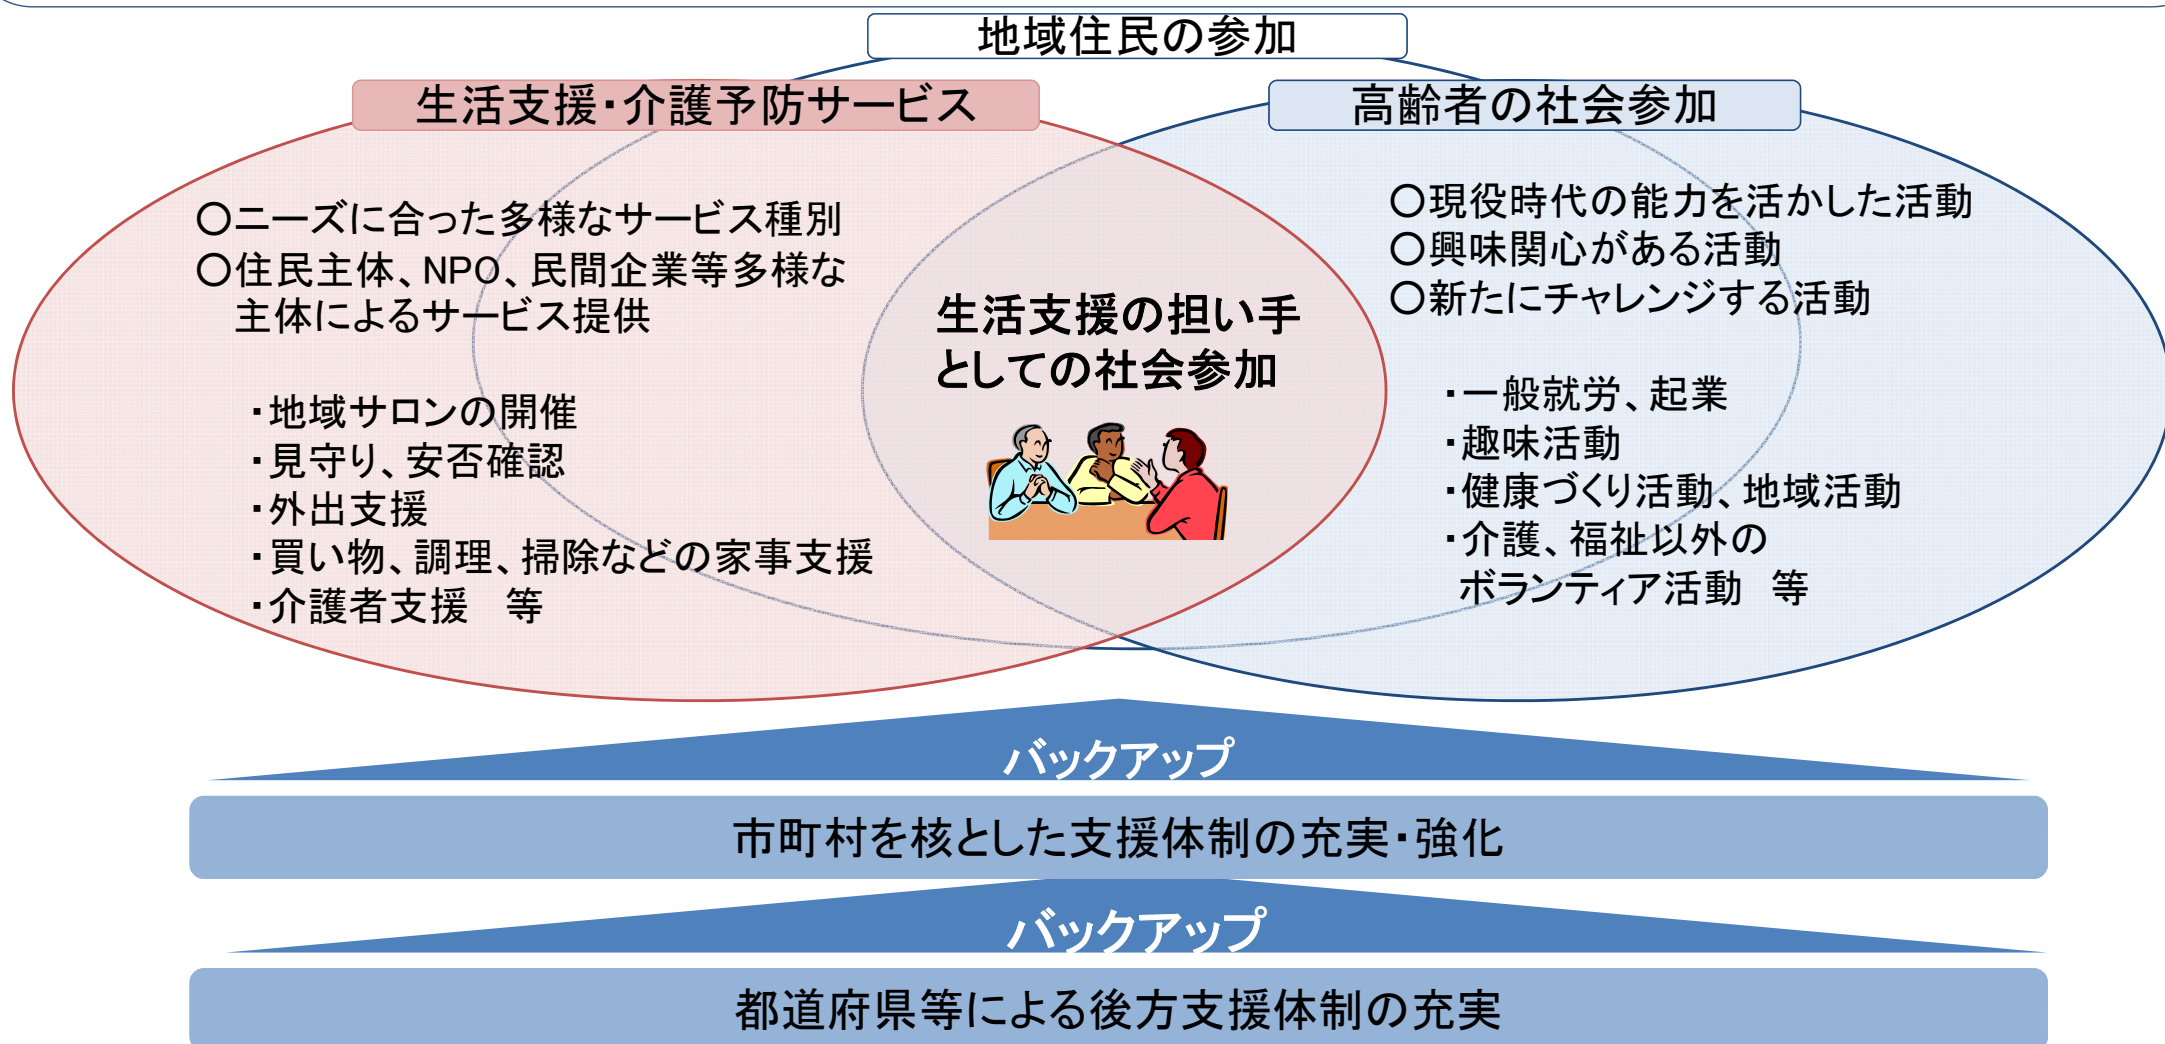 地域住民の参加
生活支援・介護予防サービス
○ニーズに合った多様なサービス種別
○住民主体、NPO、民間企業等多様な
主体によるサービス提供
・地域サロンの開催
・見守り、安否確認
・外出支援
・買い物、調理、掃除などの家事支援
・介護者支援　等
生活支援の担い手
としての社会参加
高齢者の社会参加
○現役時代の能力を活かした活動
○興味関心がある活動
○新たにチャレンジする活動
・一般就労、起業
・趣味活動
・健康づくり活動、地域活動
・介護、福祉以外の
ボランティア活動　等
バックアップ
市町村を核とした支援体制の充実・強化
バックアップ
都道府県等による後方支援体制の充実